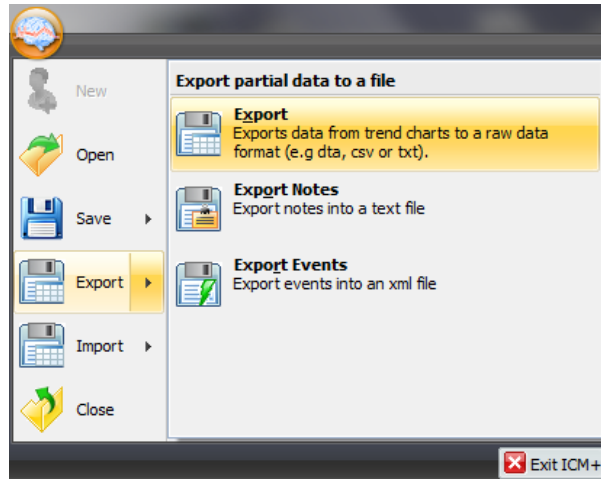 New
Open
Save
Export
Import
Close
Export partial data to a file
Export
Exports data from trend charts to a raw data
format (e.g dta, csv or txt).
Export Notes
Export notes into a text file
Export Events
Export events into an xml file
Exit ICM+